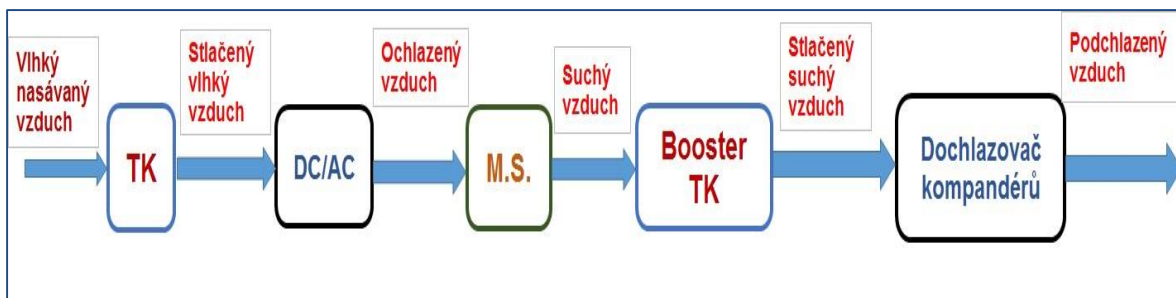 Vlhký
nasávaný
vzduch
TK
Stlačený
vlhký
vzduch
DC/AC
Ochlazený
vzduch
M.S.
Suchý
vzduch
Booster
TK
Stlačený
suchý
vzduch
Dochlazovač
kompandérů
Podchlazený
vzduch